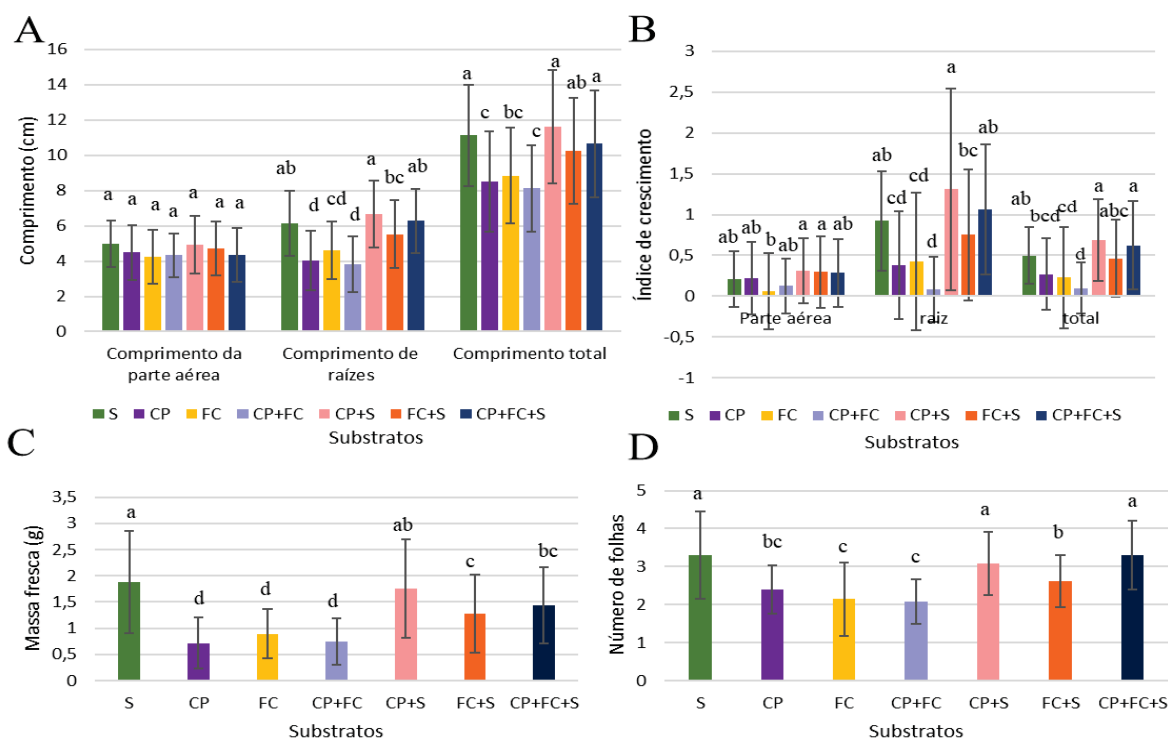 A
Comprimento (cm)
16
14
12
10
8
6
4
2
0
a a a a a a a
ab d cd d a bc ab
a c bc c a ab a
Comprimento da parte aérea
Comprimento de raízes
Comprimento total
S CP FC CP+FC CP+S FC+S CP+FC+S
Substratos
B
Índice de crescimento
3
2,5
2
1,5
1
0,5
0
-0,5
-1
ab ab b ab a a ab
ab cd cd d a bc ab
ab bcd cd d a abc a
Parte aérea raiz total
S CP FC CP+FC CP+S FC+S CP+FC+S
Substratos
C
Massa fresca (g)
3,5
3
2,5
2
1,5
1
0,5
0
a d d d ab c bc
S CP FC CP+FC CP+S FC+S CP+FC+S
Substratos
D
Número de folhas
5
4
3
2
1
0
a bc c c a b a
S CP FC CP+FC CP+S FC+S CP+FC+S
Substratos